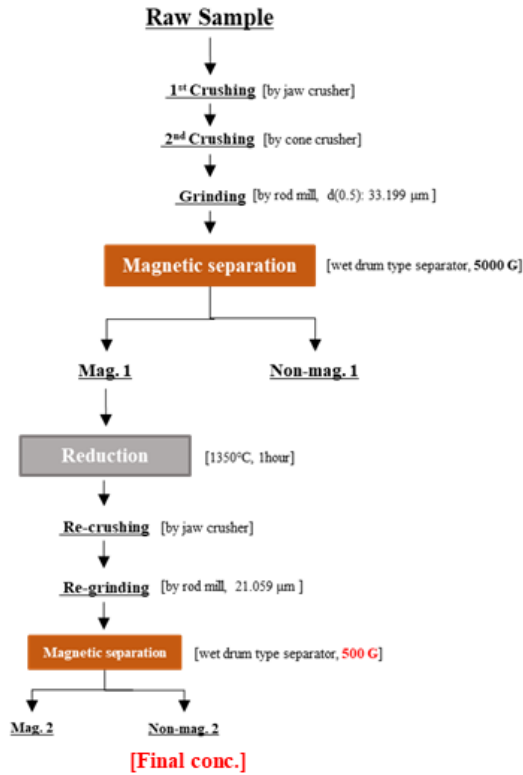 Raw Sample
1st Crushing [by jaw crusher]
2nd Crushing [by cone crusher]
Grinding [by rod mill, d(0.5): 33.199 μm ]
Magnetic separation [wet drum type separator, 5000 G]
Mag. 1 Non-mag. 1
Reduction [1350℃, 1hour]
Re-crushing [by jaw crusher]
Re-grinding [by rod mill, 21.059 μm ]
Magnetic separation [wet drum type separator, 500 G]
Mag. 2 Non-mag. 2
[Final conc.]